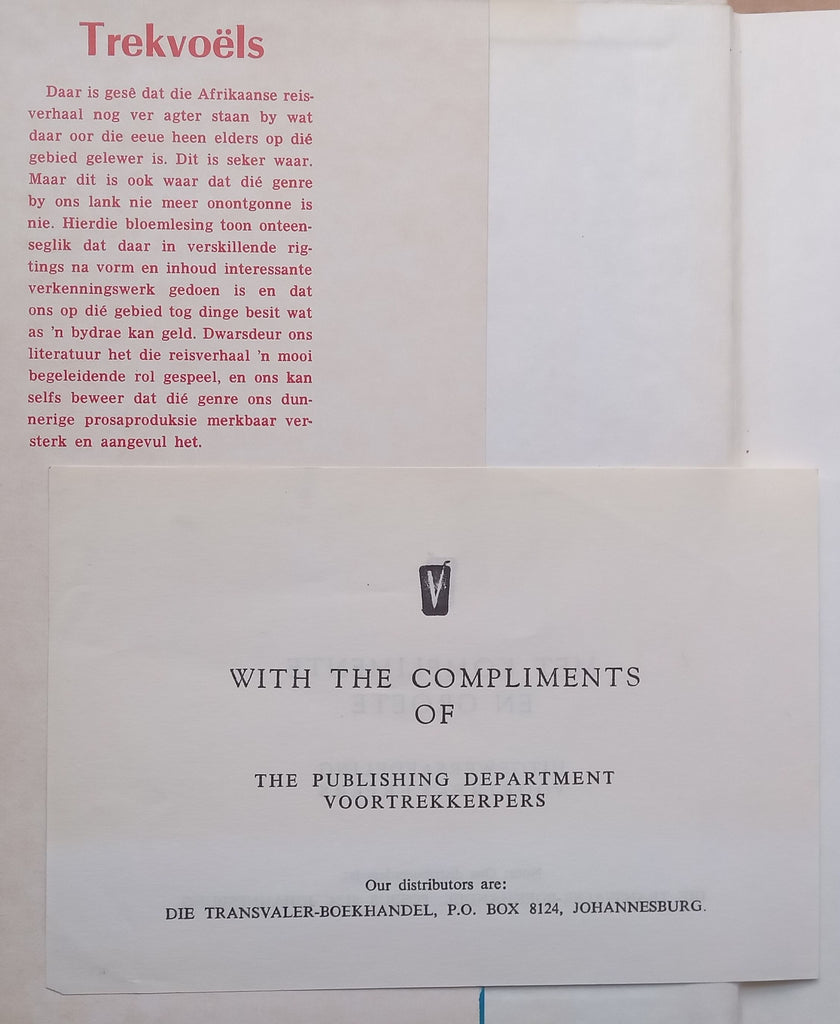 Trekvoëls
Daar is gesê dat die Afrikaanse reis-
verhaal nog ver agter staan by wat
daar oor die eeue heen elders op dié
gebied gelewer is. Dit is seker waar.
Maar dit is ook waar dat dié genre
by ons lank nie meer onontgonne is
nie. Hierdie bloemlesing toon onteen-
seglik dat daar in verskillende rig-
tings na vorm en inhoud interessante
verkenningswerk gedoen is en dat
ons op dié gebied tog dinge besit wat
as 'n bydrae kan geld. Dwarsdeur ons
literatuur het die reisverhaal 'n mooi
begeleidende rol gespeel, en ons kan
selfs beweer dat dié genre ons dun-
nerige prosaproduksie merkbaar ver-
sterk en aangevul het.
V
WITH THE COMPLIMENTS
OF
THE PUBLISHING DEPARTMENT
VOORTREKKERPERS
Our distributors are:
DIE TRANSVALER-BOEKHANDEL, P.O. BOX 8124, JOHANNESBURG.